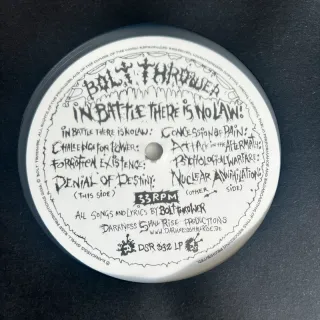 BOLT THROWER
IN BATTLE THERE IS NO LAW!
IN BATTLE THERE IS NO LAW:
CHALLENGE FOR POWER:
FORGOTTEN EXISTENCE:
DENIAL OF DESTINY:
(THIS SIDE)
CONCESSION OF PAIN:
ATTACK IN THE AFTERMATH:
PSYCHOLOGICAL WARFARE:
NUCLEAR ANNIHILATION:
(OTHER SIDE)
33RPM
ALL SONGS AND LYRICS BY BOLT THROWER
DARKNESS SHALL RISE PRODUCTIONS
DSR 332 LP